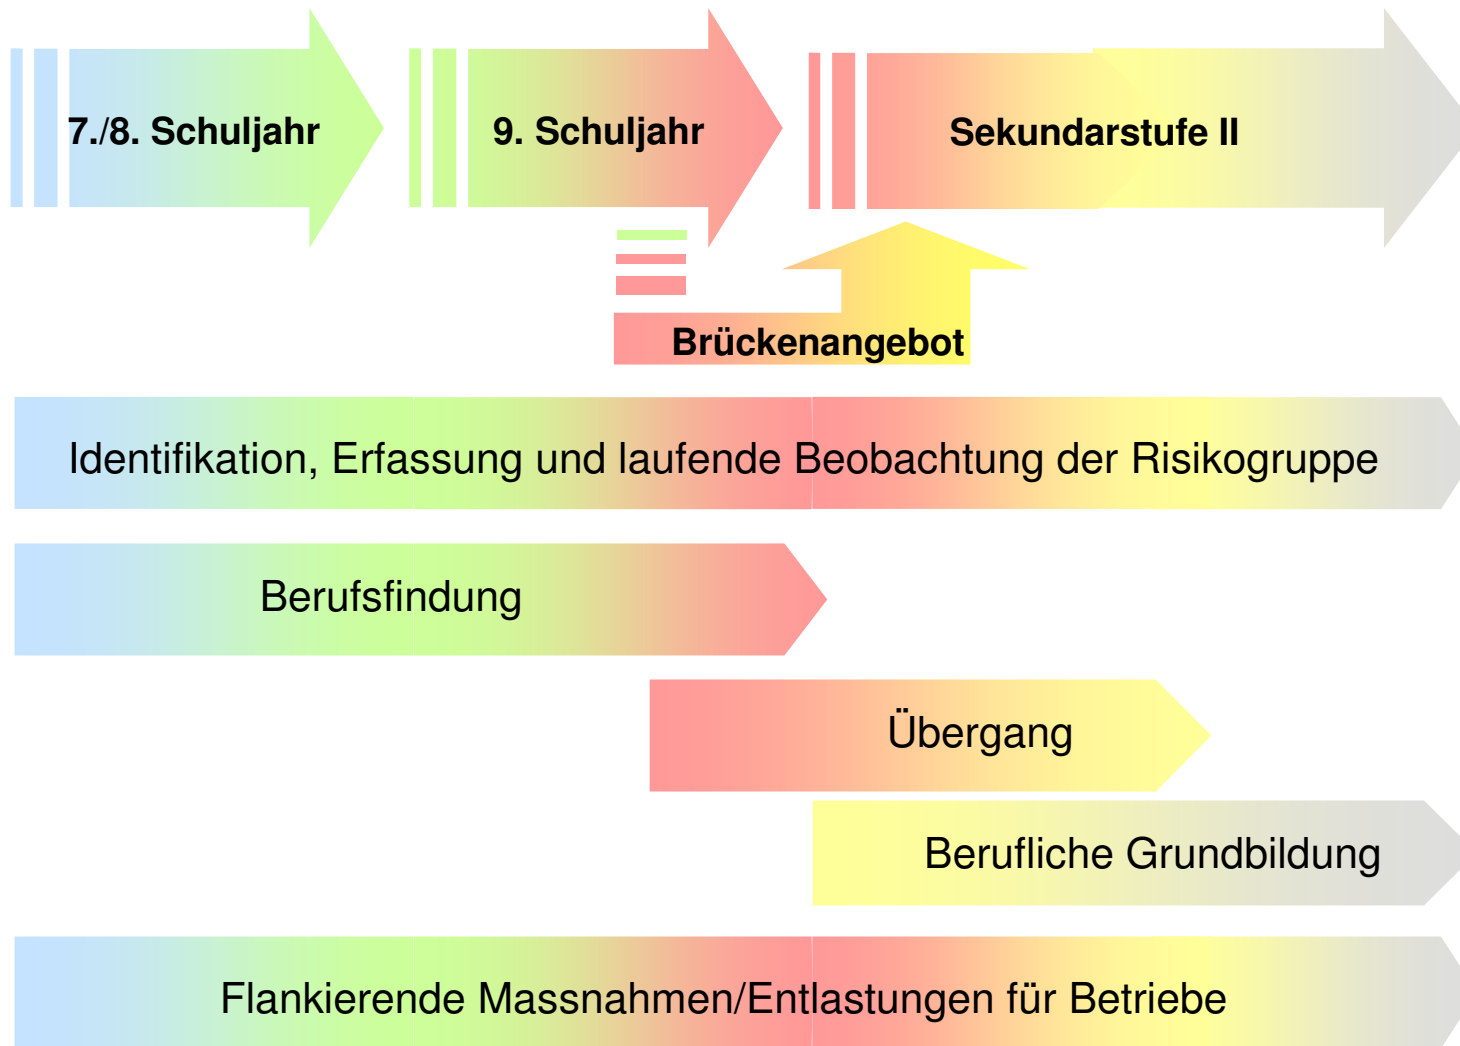 7./8. Schuljahr
9. Schuljahr
Sekundarstufe II
Brückenangebot
Identifikation, Erfassung und laufende Beobachtung der Risikogruppe
Berufsfindung
Übergang
Berufliche Grundbildung
Flankierende Massnahmen/Entlastungen für Betriebe